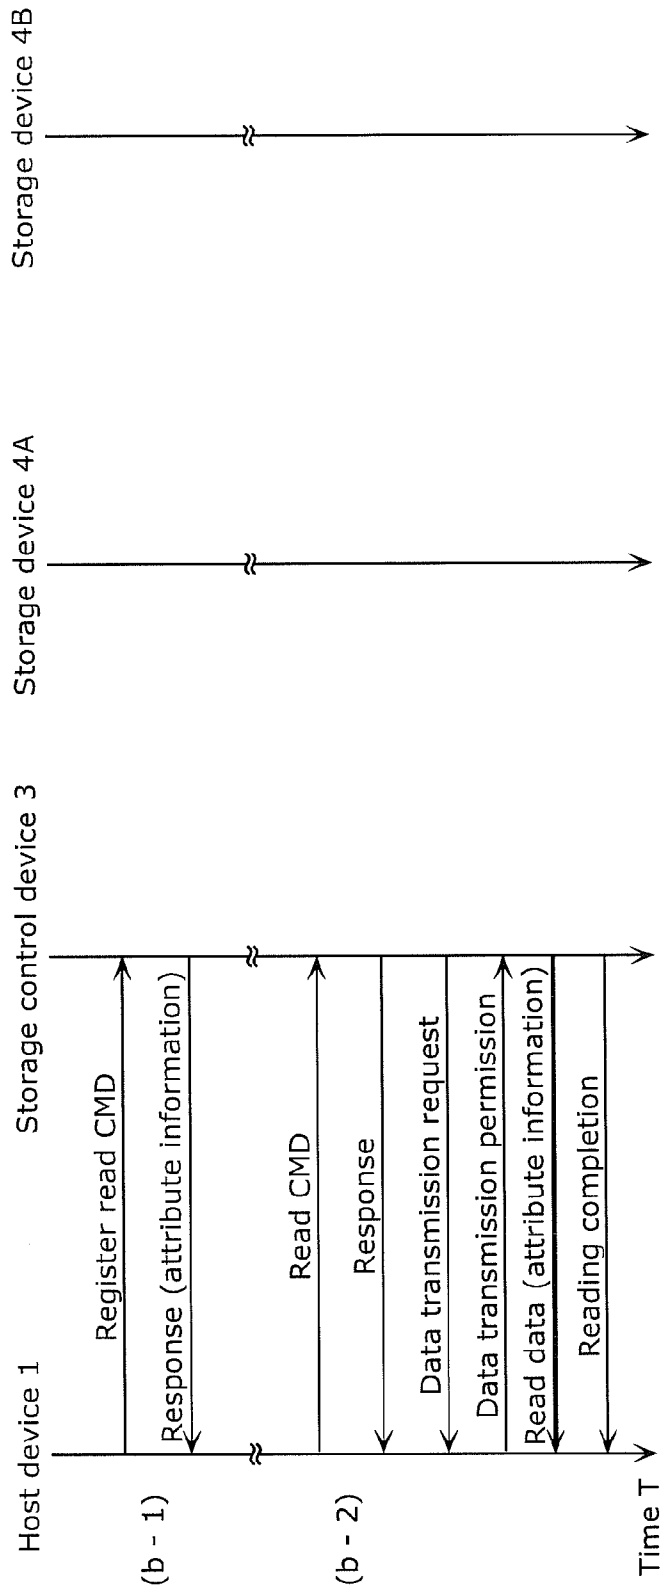 Host device 1
Storage control device 3
Storage device 4A
Storage device 4B
(b - 1)
Register read CMD
Response (attribute information)
(b - 2)
Read CMD
Response
Data transmission request
Data transmission permission
Read data (attribute information)
Reading completion
Time T